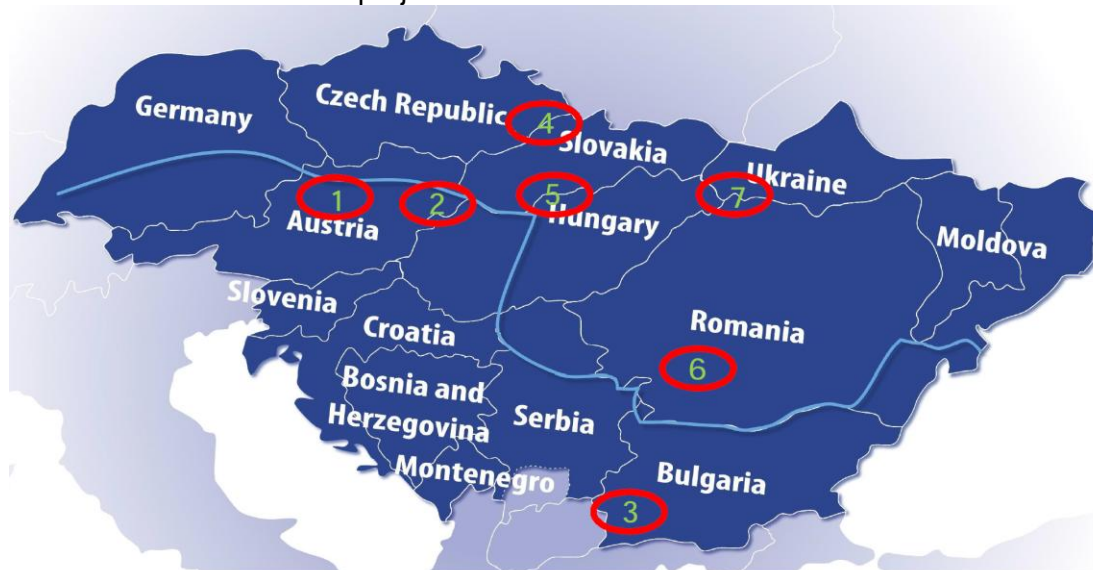 Germany
Czech Republic
4
Slovakia
Ukraine
1
2
5
7
Austria
Hungary
Moldova
Slovenia
Croatia
Romania
6
Bosnia and
Herzegovina
Serbia
Montenegro
Bulgaria
3